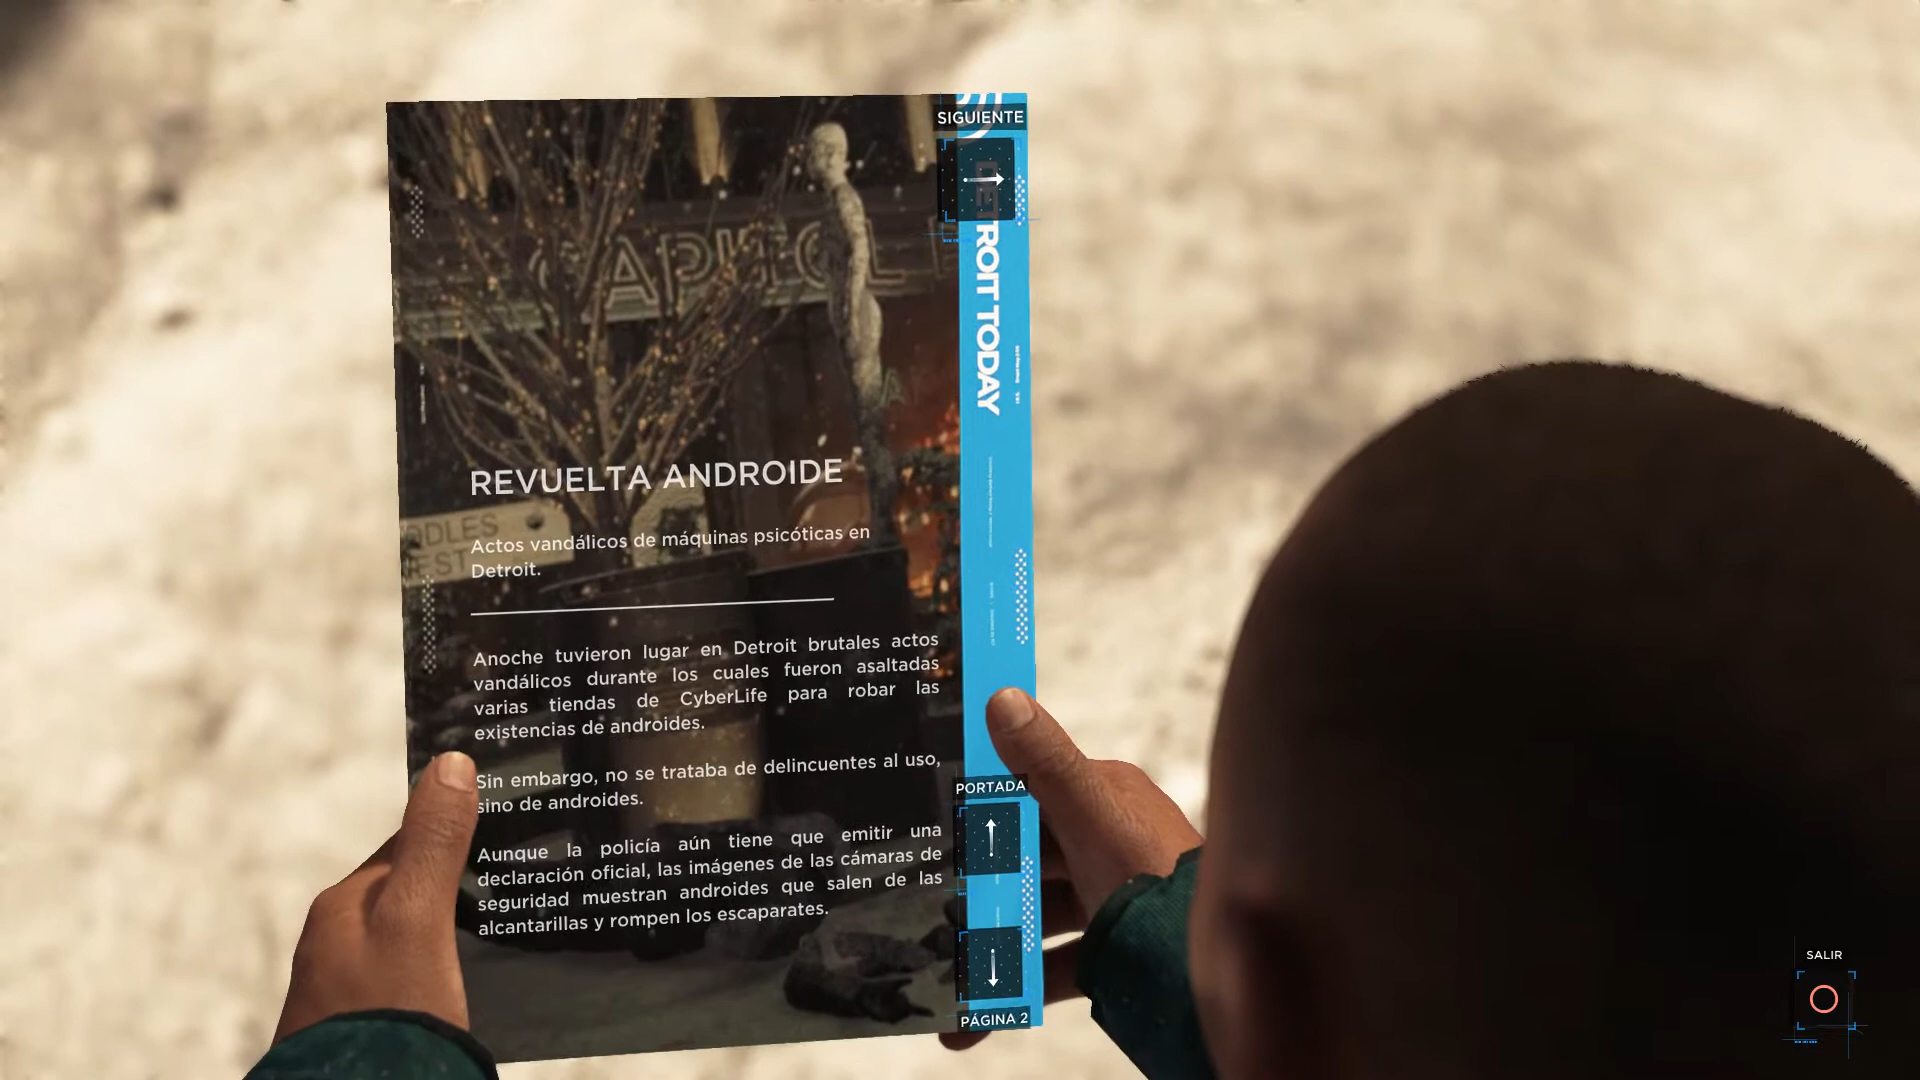 SIGUIENTE
ROIT TODAY
CAPITOL
REVUELTA ANDROIDE
Actos vandálicos de máquinas psicóticas en
Detroit.
Anoche tuvieron lugar en Detroit brutales actos
vandálicos durante los cuales fueron asaltadas
varias tiendas de CyberLife para robar las
existencias de androides.
Sin embargo, no se trataba de delincuentes al uso,
sino de androides.
Aunque la policía aún tiene que emitir una
declaración oficial, las imágenes de las cámaras de
seguridad muestran androides que salen de las
alcantarillas y rompen los escaparates.
PORTADA
PÁGINA 2
SALIR